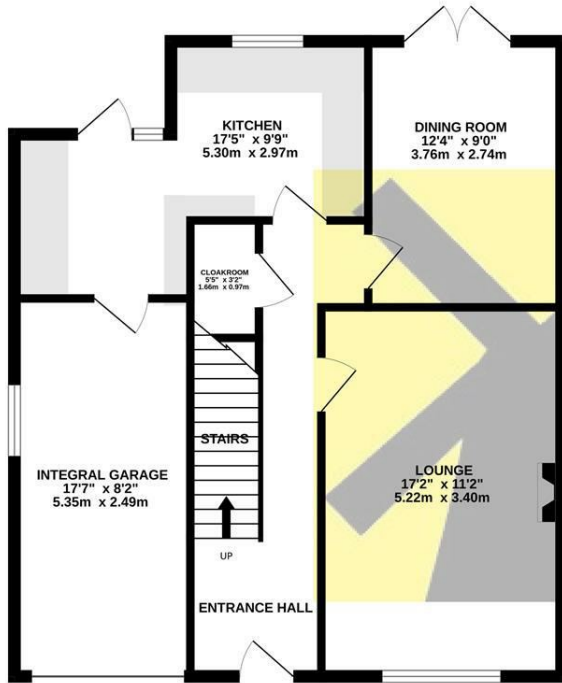 KITCHEN
17'5" x 9'9"
5.30m x 2.97m
DINING ROOM
12'4" x 9'0"
3.76m x 2.74m
CLOAKROOM
5'5" x 3'2"
1.66m x 0.97m
STAIRS
UP
INTEGRAL GARAGE
17'7" x 8'2"
5.35m x 2.49m
LOUNGE
17'2" x 11'2"
5.22m x 3.40m
ENTRANCE HALL